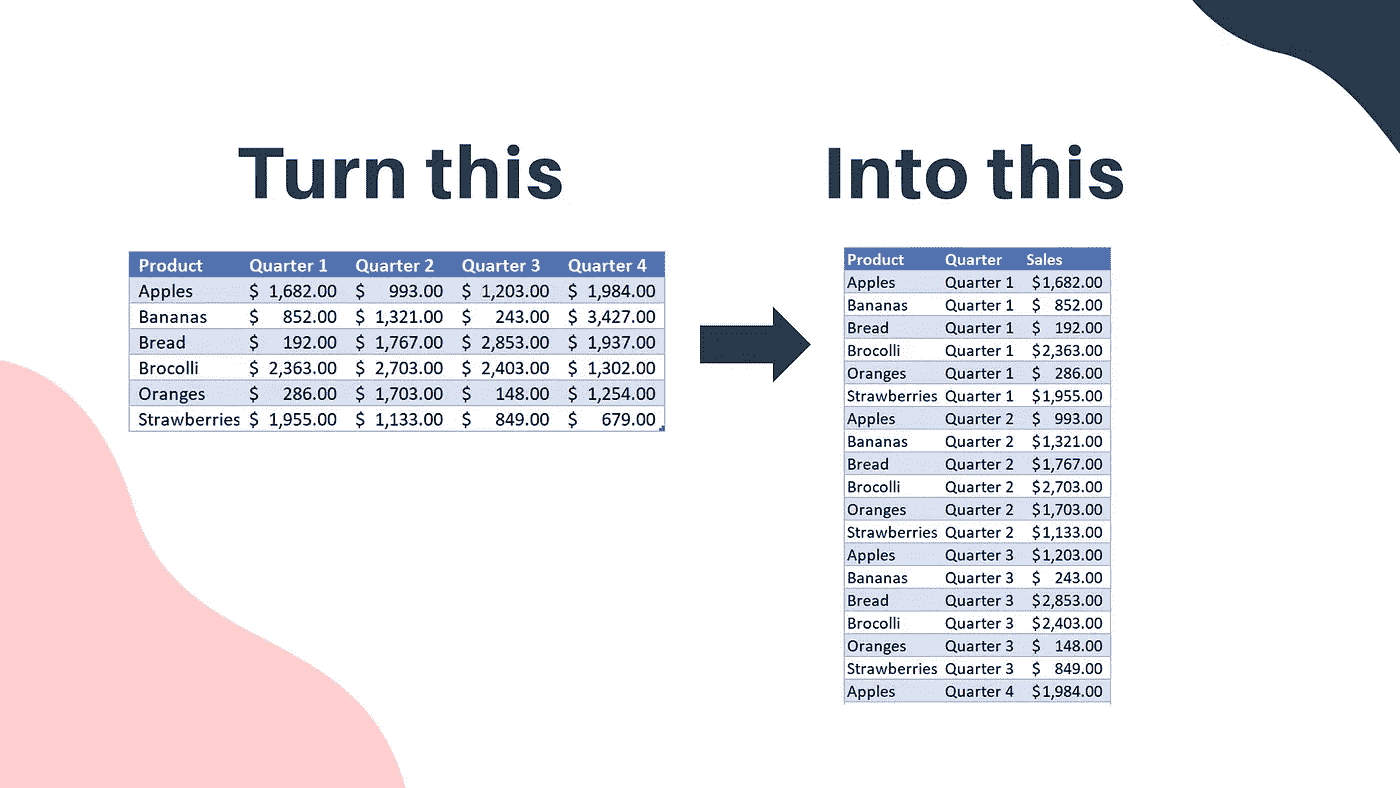 Turn this
Into this
Product Quarter 1 Quarter 2 Quarter 3 Quarter 4
Apples $ 1,682.00 $ 993.00 $ 1,203.00 $ 1,984.00
Bananas $ 852.00 $ 1,321.00 $ 243.00 $ 3,427.00
Bread $ 192.00 $ 1,767.00 $ 2,853.00 $ 1,937.00
Brocolli $ 2,363.00 $ 2,703.00 $ 2,403.00 $ 1,302.00
Oranges $ 286.00 $ 1,703.00 $ 148.00 $ 1,254.00
Strawberries $ 1,955.00 $ 1,133.00 $ 849.00 $ 679.00
Product Quarter Sales
Apples Quarter 1 $1,682.00
Bananas Quarter 1 $ 852.00
Bread Quarter 1 $ 192.00
Brocolli Quarter 1 $2,363.00
Oranges Quarter 1 $ 286.00
Strawberries Quarter 1 $1,955.00
Apples Quarter 2 $ 993.00
Bananas Quarter 2 $1,321.00
Bread Quarter 2 $1,767.00
Brocolli Quarter 2 $2,703.00
Oranges Quarter 2 $1,703.00
Strawberries Quarter 2 $1,133.00
Apples Quarter 3 $1,203.00
Bananas Quarter 3 $ 243.00
Bread Quarter 3 $2,853.00
Brocolli Quarter 3 $2,403.00
Oranges Quarter 3 $ 148.00
Strawberries Quarter 3 $ 849.00
Apples Quarter 4 $1,984.00